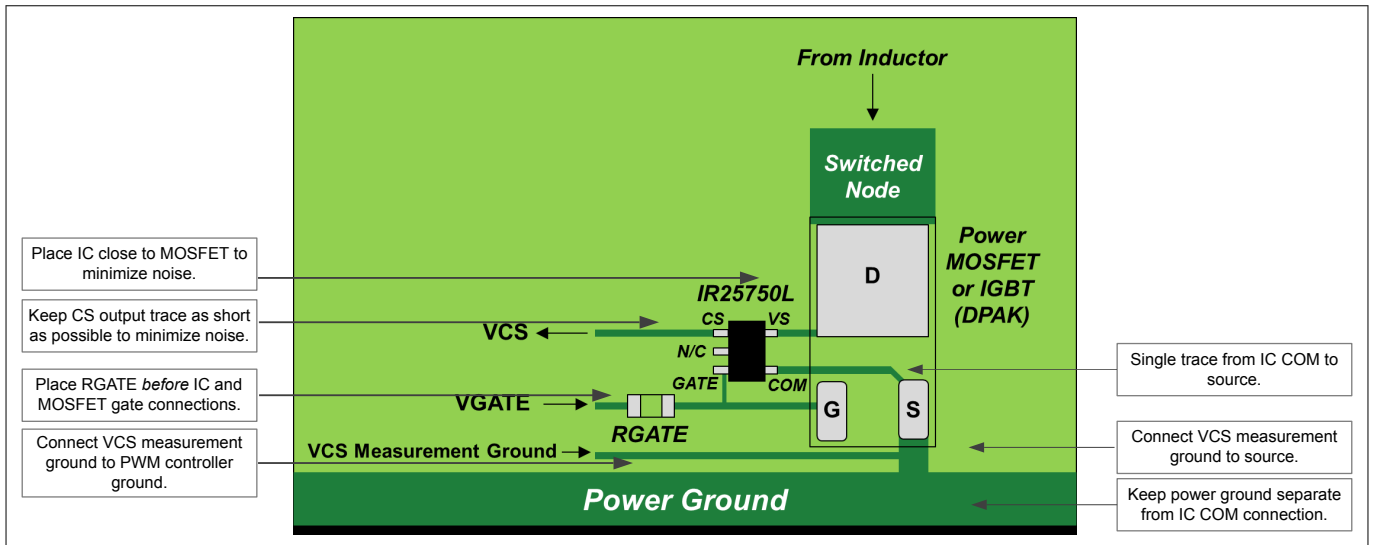 From Inductor
Switched
Node
Place IC close to MOSFET to
minimize noise.
Power
MOSFET
or IGBT
(DPAK)
D
IR25750L
Keep CS output trace as short
as possible to minimize noise.
CS
VS
VCS
N/C
Single trace from IC COM to
source.
GATE
COM
Place RGATE before IC and
MOSFET gate connections.
VGATE
G
S
RGATE
Connect VCS measurement
ground to PWM controller
ground.
VCS Measurement Ground
Connect VCS measurement
ground to source.
Power Ground
Keep power ground separate
from IC COM connection.